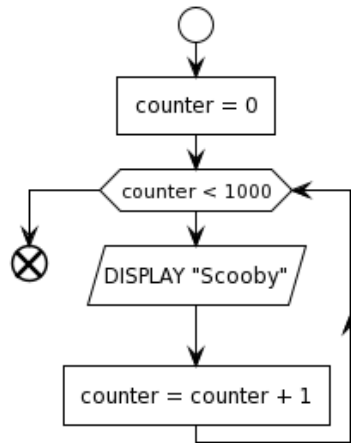 counter = 0
counter < 1000
DISPLAY "Scooby"
counter = counter + 1